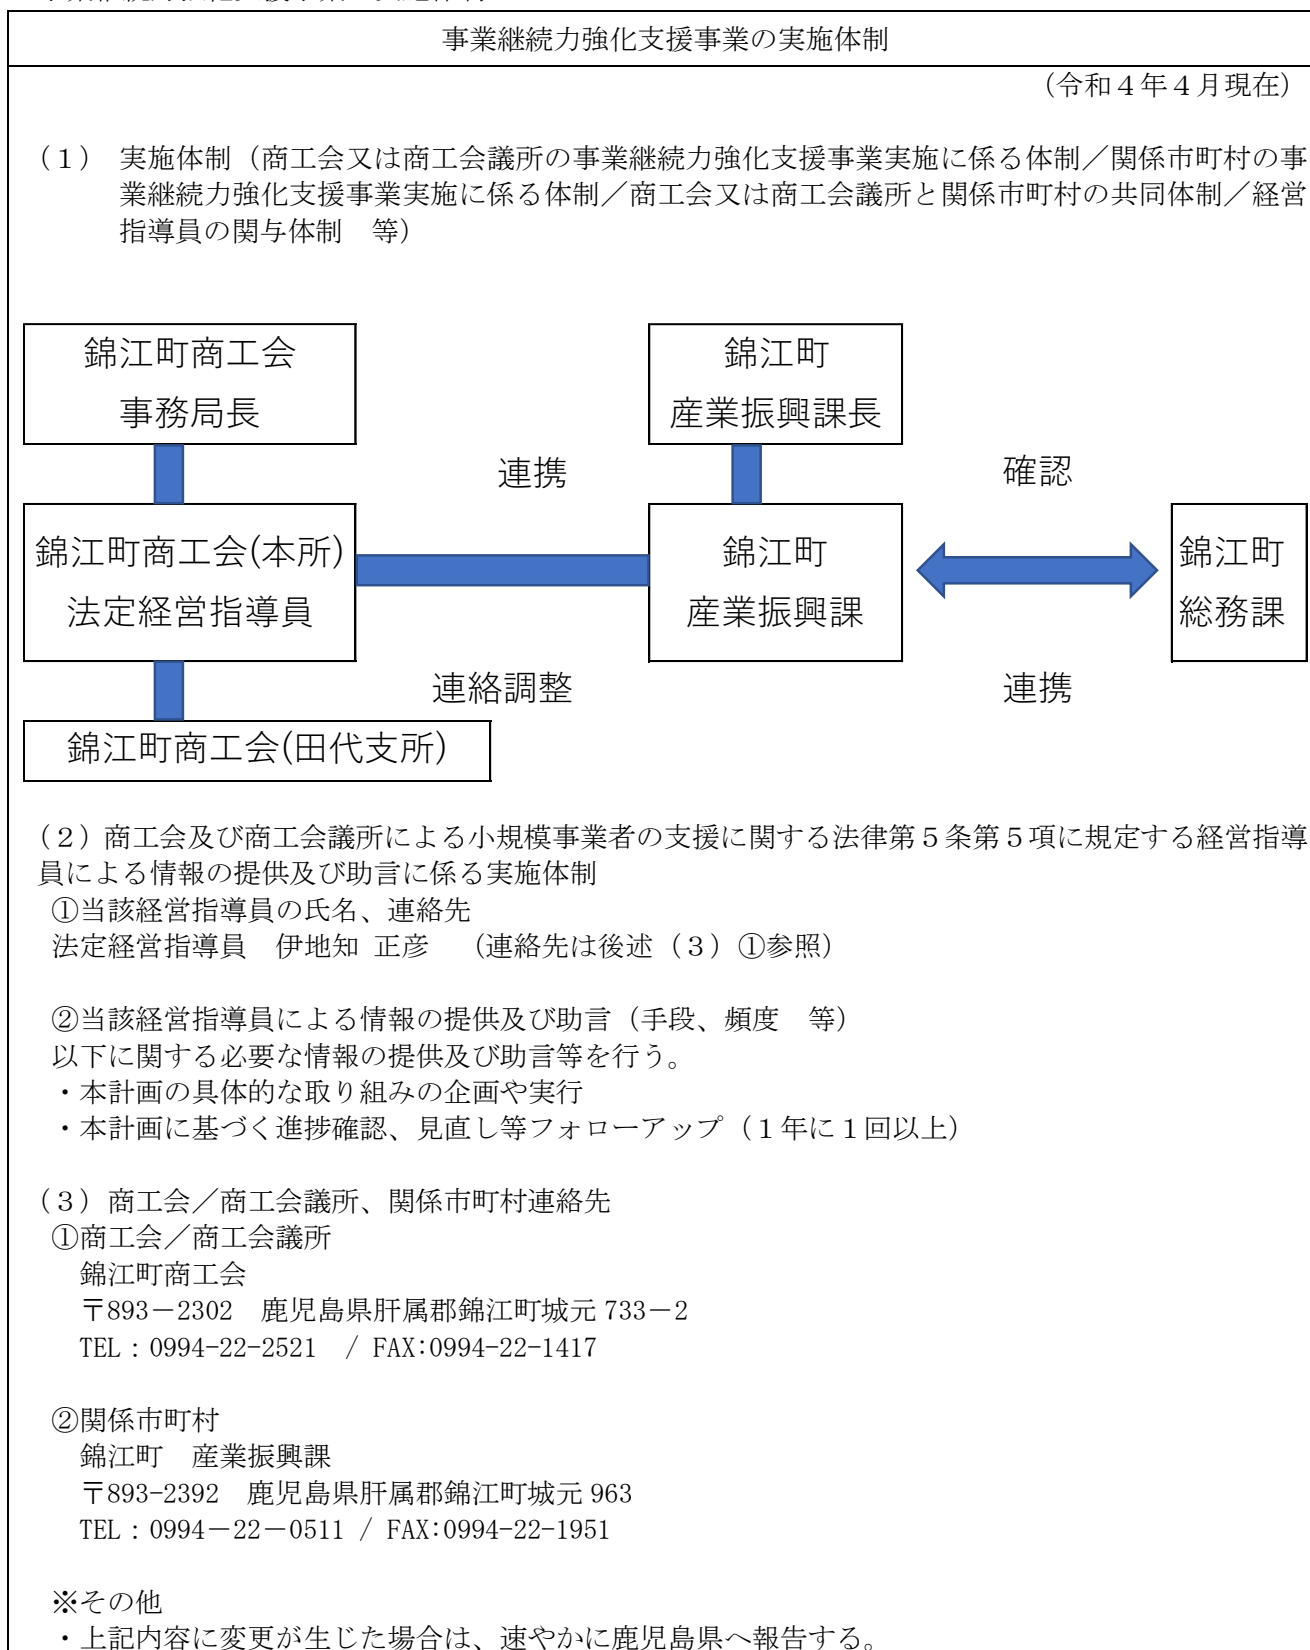 事業継続力強化支援事業の実施体制
（令和４年４月現在）
（１） 実施体制（商工会又は商工会議所の事業継続力強化支援事業実施に係る体制／関係市町村の事
業継続力強化支援事業実施に係る体制／商工会又は商工会議所と関係市町村の共同体制／経営
指導員の関与体制　等）
錦江町商工会
事務局長
錦江町
産業振興課長
連携
確認
錦江町商工会(本所)
法定経営指導員
錦江町
産業振興課
錦江町
総務課
連絡調整
連携
錦江町商工会(田代支所)
（２）商工会及び商工会議所による小規模事業者の支援に関する法律第５条第５項に規定する経営指導
員による情報の提供及び助言に係る実施体制
①当該経営指導員の氏名、連絡先
法定経営指導員　伊地知 正彦　（連絡先は後述（３）①参照）
②当該経営指導員による情報の提供及び助言（手段、頻度　等）
以下に関する必要な情報の提供及び助言等を行う。
・本計画の具体的な取り組みの企画や実行
・本計画に基づく進捗確認、見直し等フォローアップ（１年に１回以上）
（３）商工会／商工会議所、関係市町村連絡先
①商工会／商工会議所
錦江町商工会
〒893－2302　鹿児島県肝属郡錦江町城元 733－2
TEL：0994-22-2521　/ FAX:0994-22-1417
②関係市町村
錦江町　産業振興課
〒893-2392　鹿児島県肝属郡錦江町城元 963
TEL：0994－22－0511 / FAX:0994-22-1951
※その他
・上記内容に変更が生じた場合は、速やかに鹿児島県へ報告する。